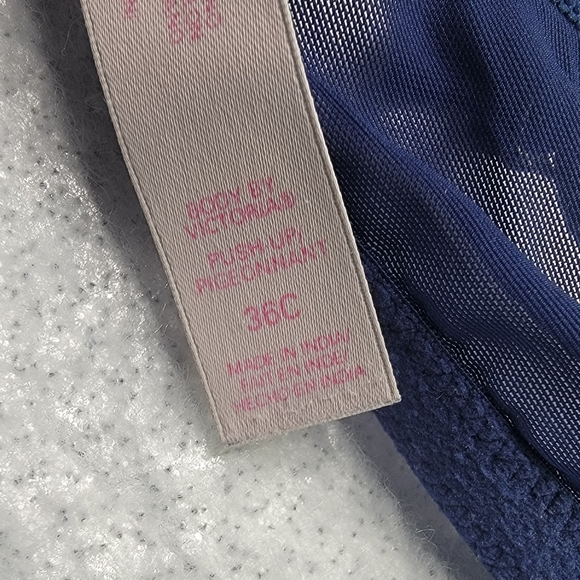 BODY BY
VICTORIA®
PUSH UP/
PIGEONNANT
36C
MADE IN INDIA/
FAIT EN INDE/
HECHO EN INDIA